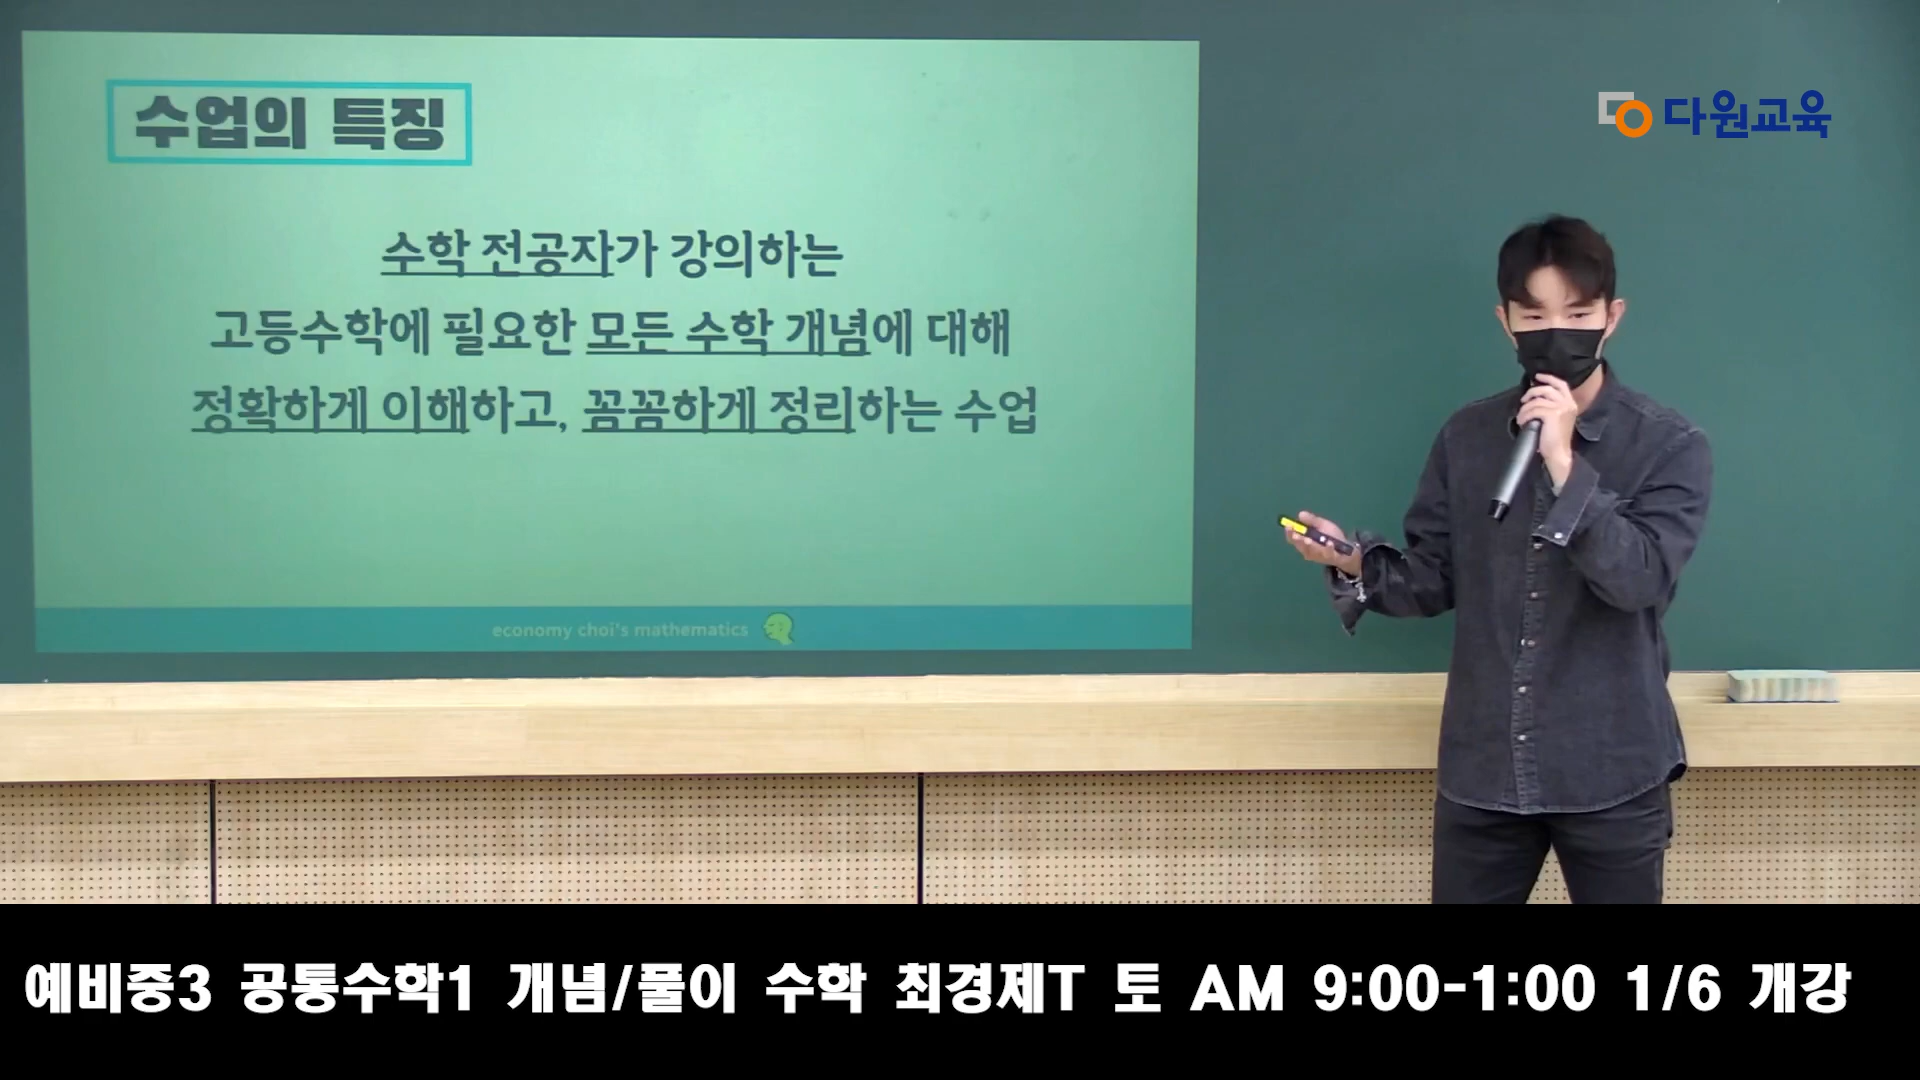 수업의 특징
다원교육
수학 전공자가 강의하는
고등수학에 필요한 모든 수학 개념에 대해
정확하게 이해하고, 꼼꼼하게 정리하는 수업
economy choi's mathematics
예비중3 공통수학1 개념/풀이 수학 최경제T 토 AM 9:00-1:00 1/6 개강